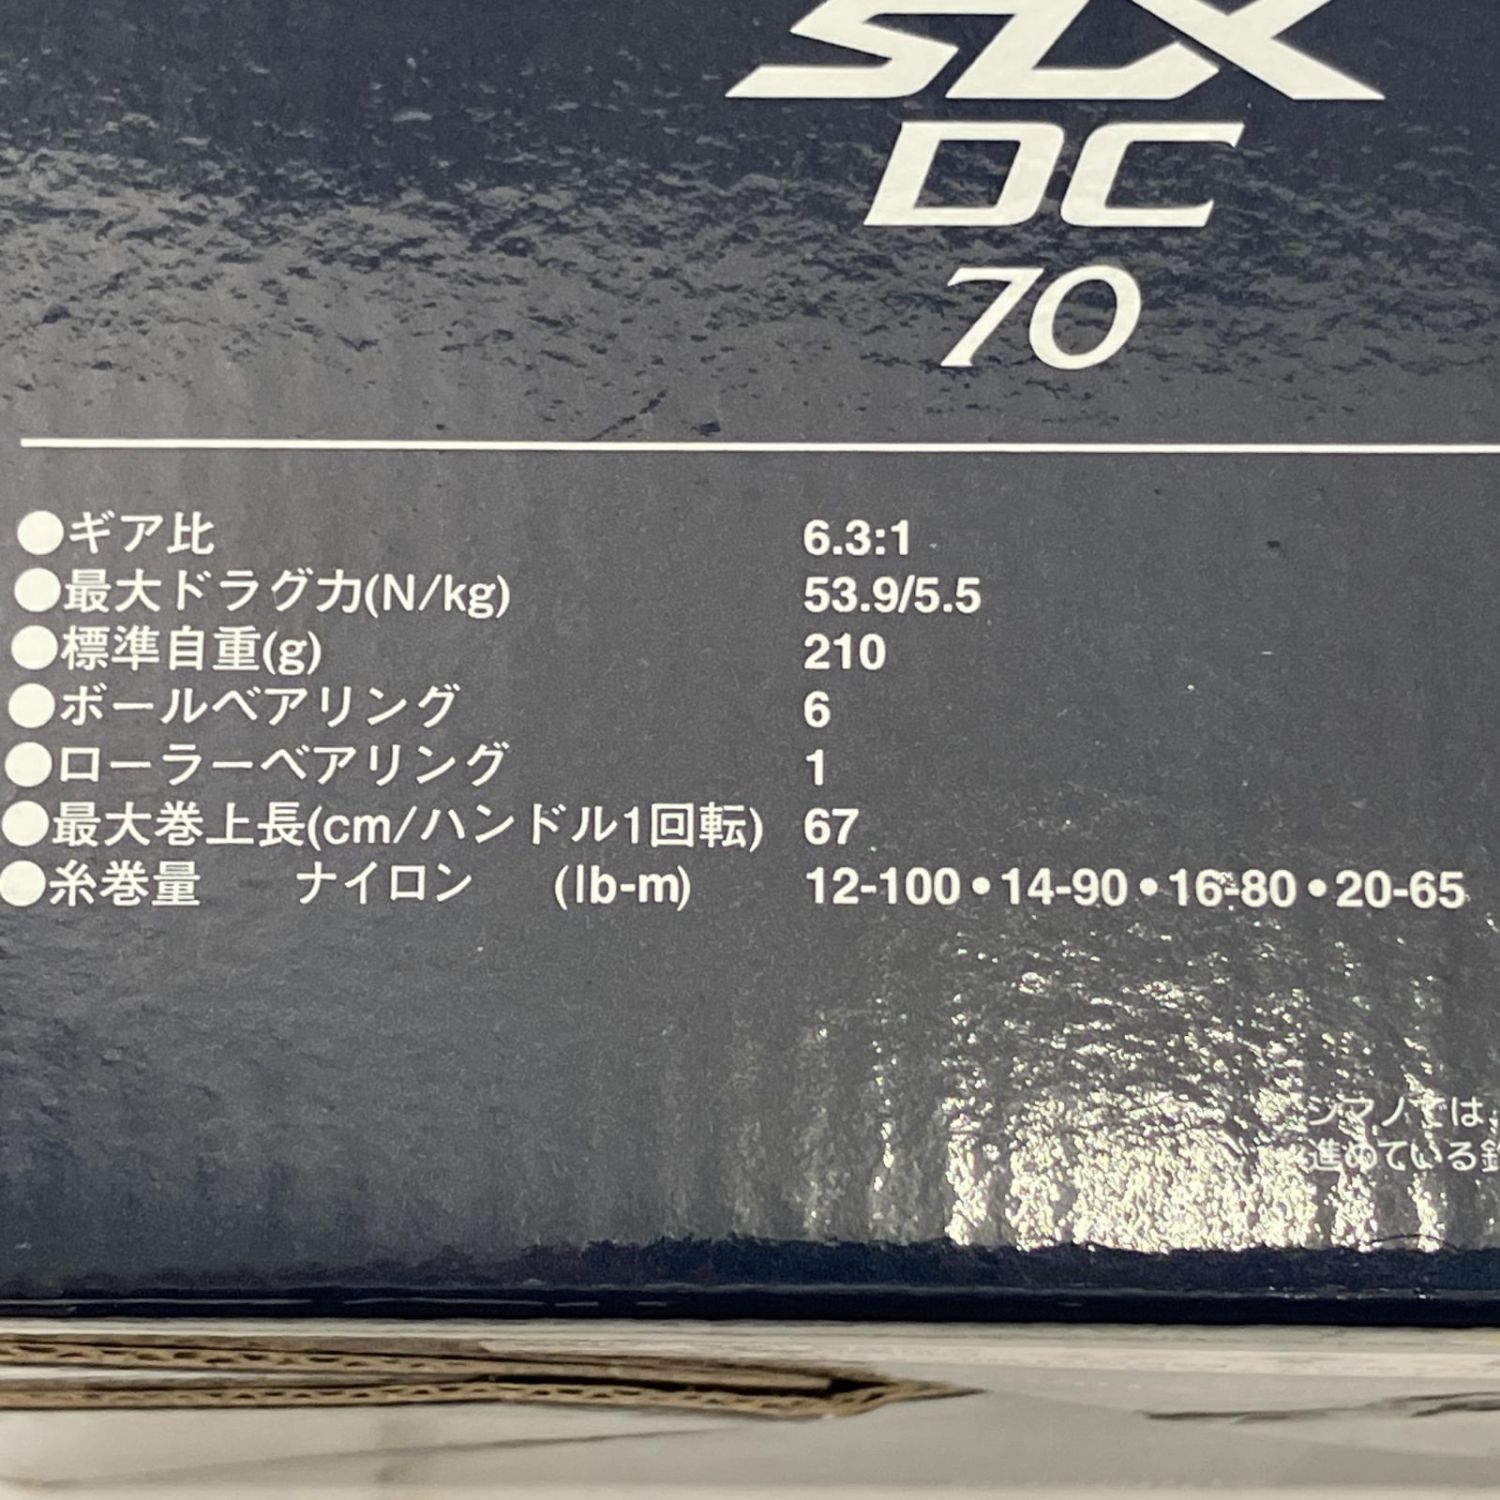 SLX
DC
70
●ギア比 6.3:1
●最大ドラグ力(N/kg) 53.9/5.5
●標準自重(g) 210
●ボールベアリング 6
●ローラーベアリング 1
●最大巻上長(cm/ハンドル1回転) 67
●糸巻量 ナイロン (lb-m) 12-100•14-90•16-80•20-65
シマノでは
進めている